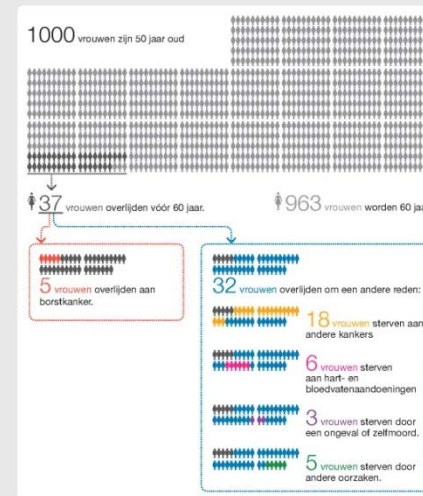 1000 vrouwen zijn 50 jaar oud
37 vrouwen overlijden vóór 60 jaar.
963 vrouwen worden 60 ja
5 vrouwen overlijden aan
borstkanker.
32 vrouwen overlijden om een andere reden:
18 vrouwen sterven aan
andere kankers
6 vrouwen sterven
aan hart- en
bloedvatenaandoeningen
3 vrouwen sterven door
een ongeval of zelfmoord.
5 vrouwen sterven door
andere oorzaken.